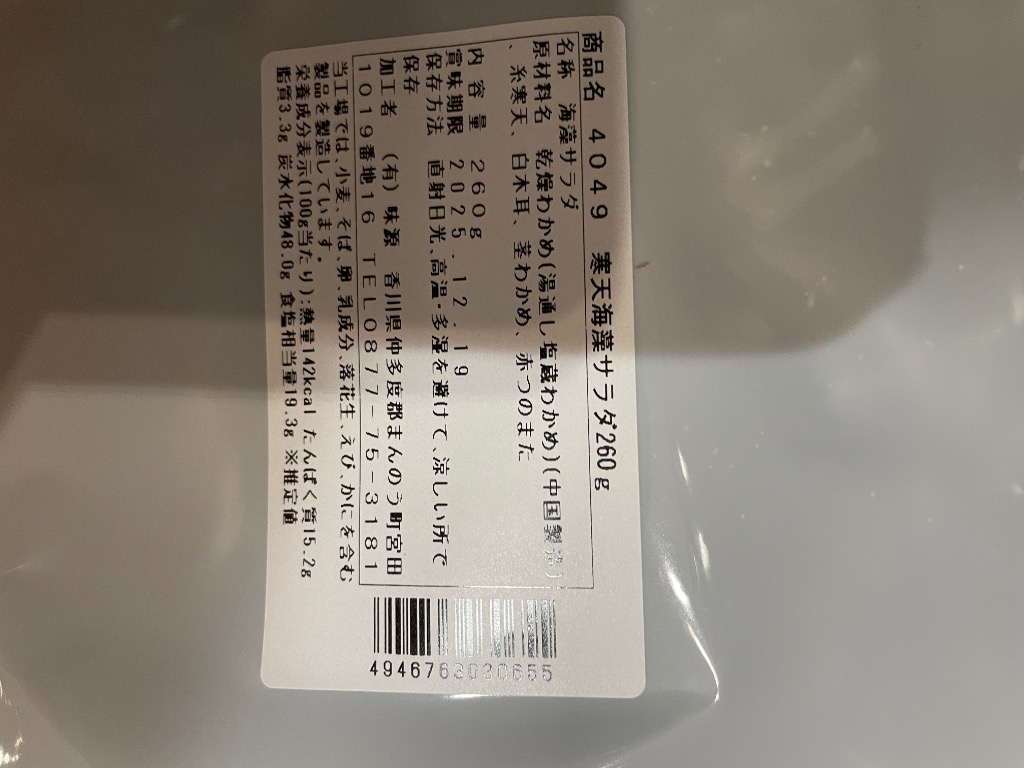 商品名 4049 寒天海藻サラダ260g
名称 海藻サラダ
原材料名 乾燥わかめ(湯通し塩蔵わかめ)(中国製造)
、糸寒天、白木耳、茎わかめ、赤つのまた
内容量 260g
賞味期限 2025.12.19
保存方法 直射日光、高温多湿を避けて、涼しい所で
保存
加工者 (有)味源 香川県仲多度郡まんのう町宮田
1019番地16 TEL0877-75-3181
当工場では、小麦、そば、卵、乳成分、落花生、えび、かにを含む
製品を製造しています。
栄養成分表示(100g当たり):熱量142kcal たんぱく質15.2g
脂質3.3g 炭水化物48.0g 食塩相当量19.3g ※推定値
4946763030655